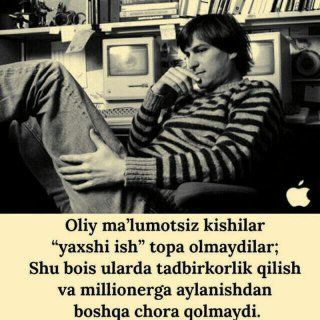 Oliy ma’lumotsiz kishilar
“yaxshi ish” topa olmaydilar;
Shu bois ularda tadbirkorlik qilish
va millionerga aylanishdan
boshqa chora qolmaydi.